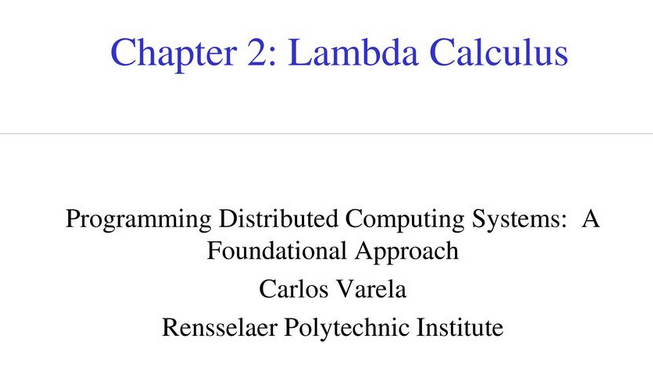 Chapter 2: Lambda Calculus
Programming Distributed Computing Systems:  A
Foundational Approach
Carlos Varela
Rensselaer Polytechnic Institute